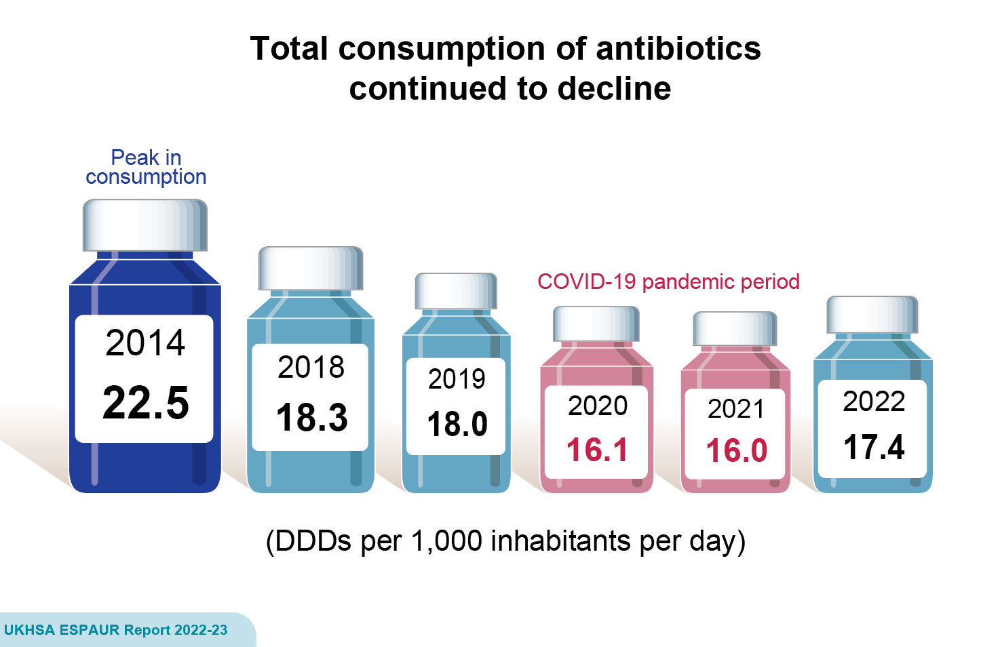 Total consumption of antibiotics
continued to decline
Peak in
consumption
2014
22.5
2018
18.3
2019
18.0
COVID-19 pandemic period
2020
16.1
2021
16.0
2022
17.4
(DDDs per 1,000 inhabitants per day)
UKHSA ESPAUR Report 2022-23